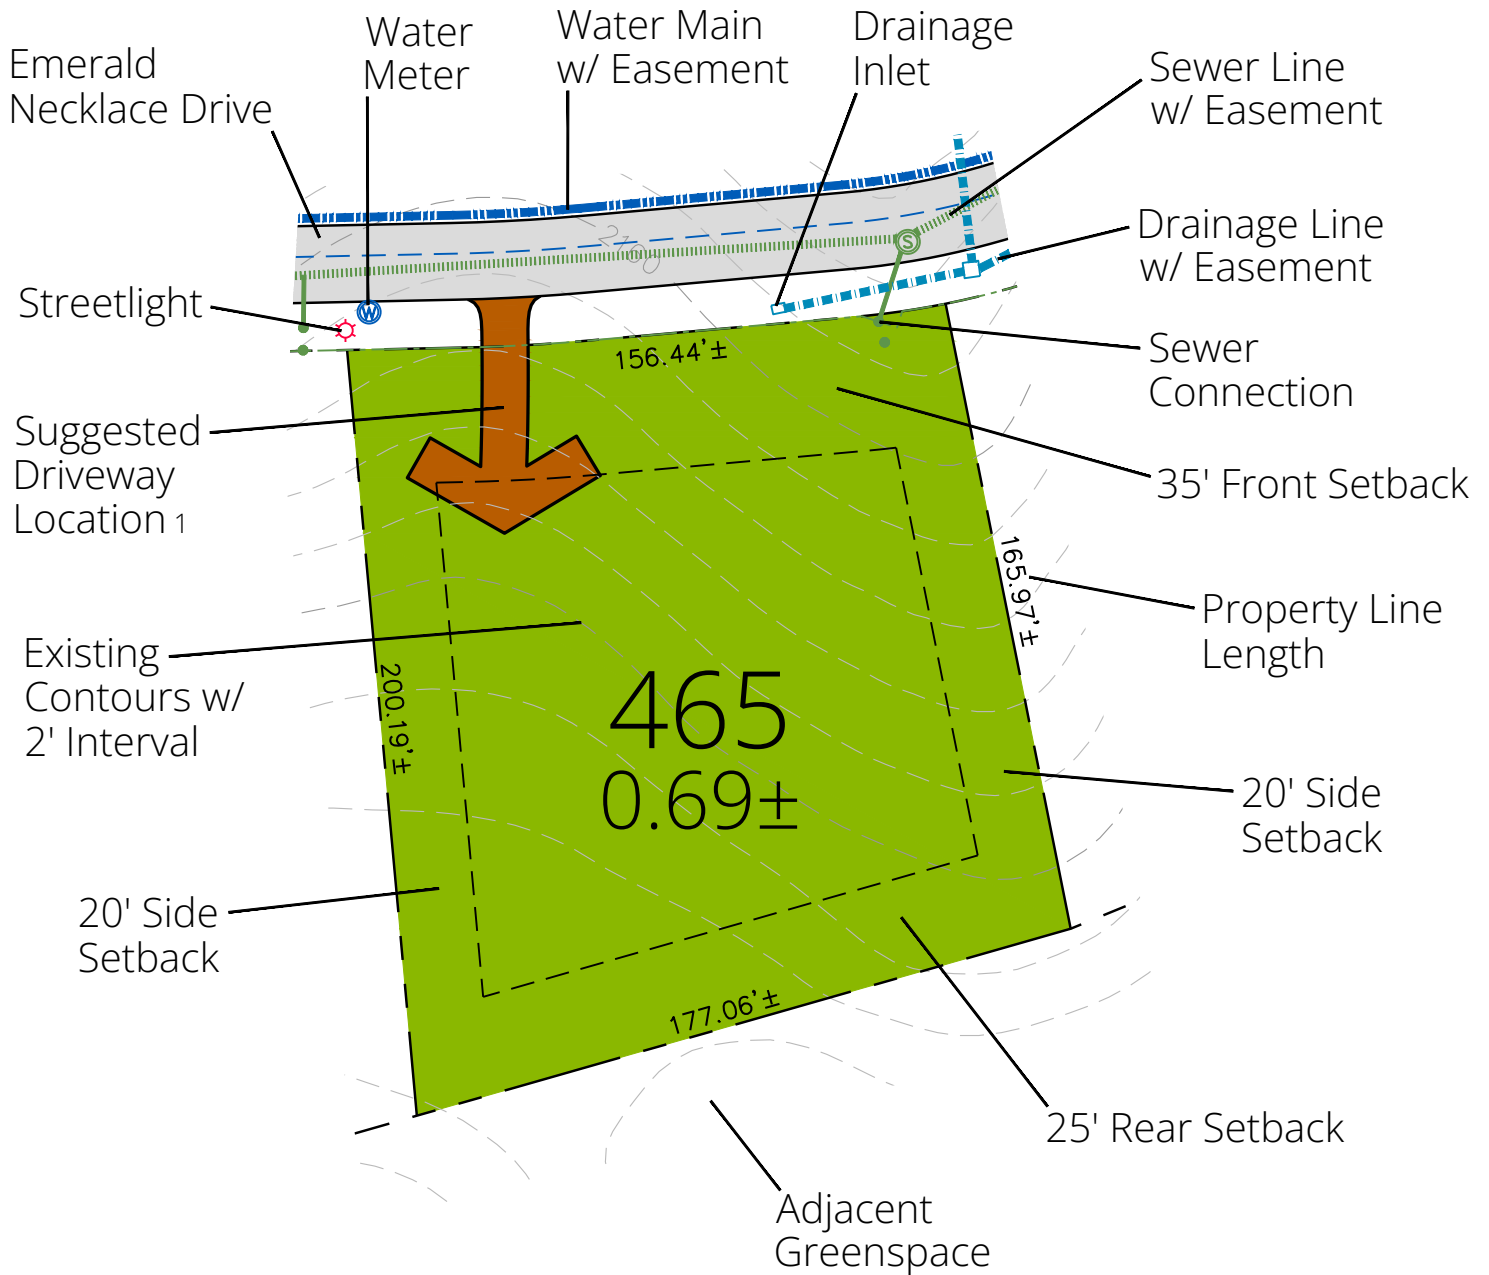 Water
Meter
Water Main
w/ Easement
Drainage
Inlet
Emerald
Necklace Drive
Sewer Line
w/ Easement
2100
Drainage Line
w/ Easement
S
Streetlight
W
156.44'±
Sewer
Connection
Suggested
Driveway
Location 1
35' Front Setback
165.97'±
Property Line
Length
Existing
Contours w/
2' Interval
200.19'±
465
0.69±
20' Side
Setback
20' Side
Setback
177.06'±
25' Rear Setback
Adjacent
Greenspace